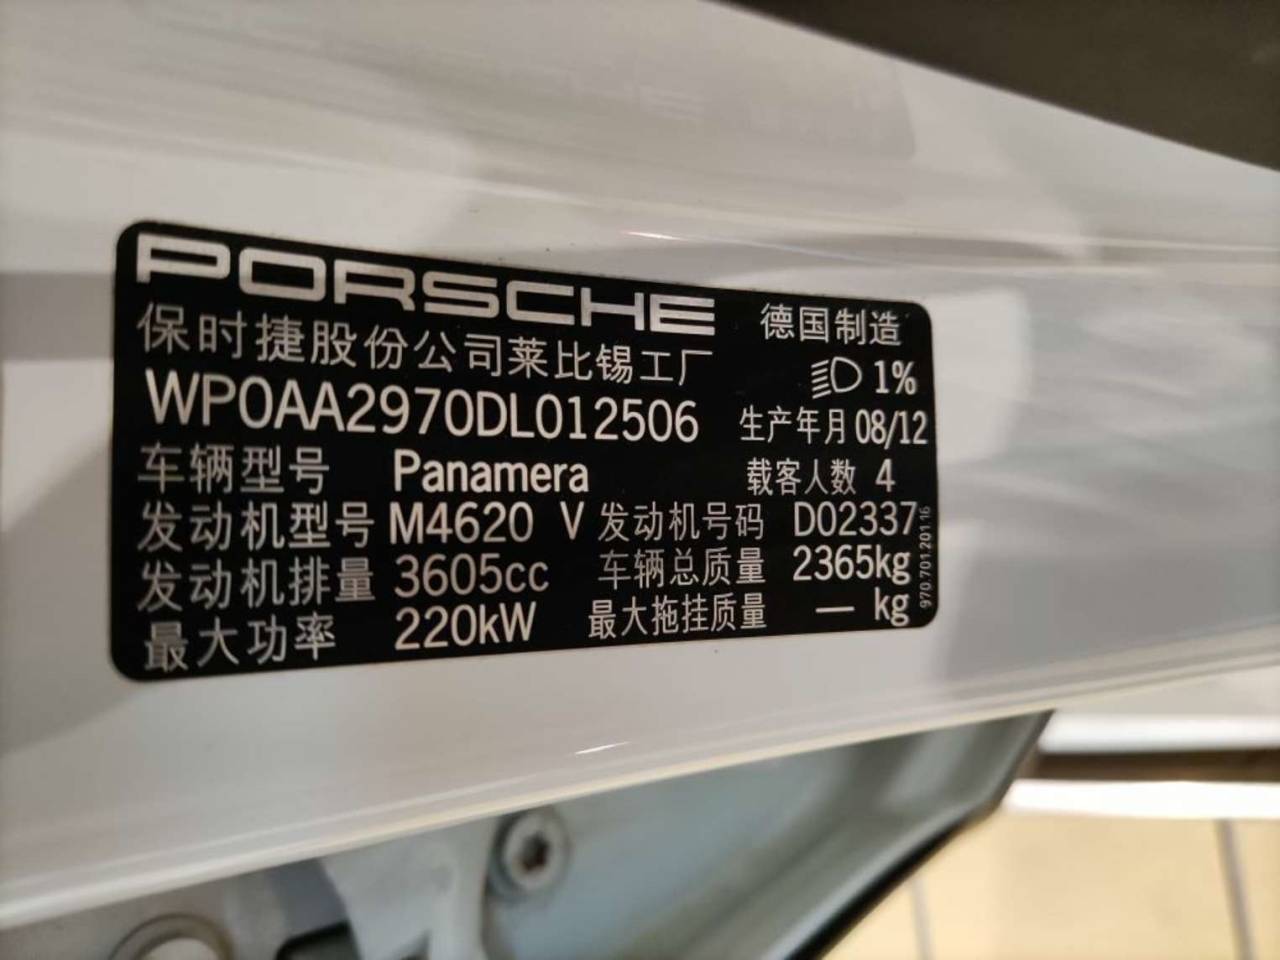 PORSCHE 德国制造
保时捷股份公司莱比锡工厂 1%
WP0AA2970DL012506 生产年月 08/12
车辆型号 Panamera 载客人数 4
发动机型号 M4620 V 发动机号码 D02337
发动机排量 3605cc 车辆总质量 2365kg
最大功率 220kW 最大拖挂质量 — kg
970.701.201.16